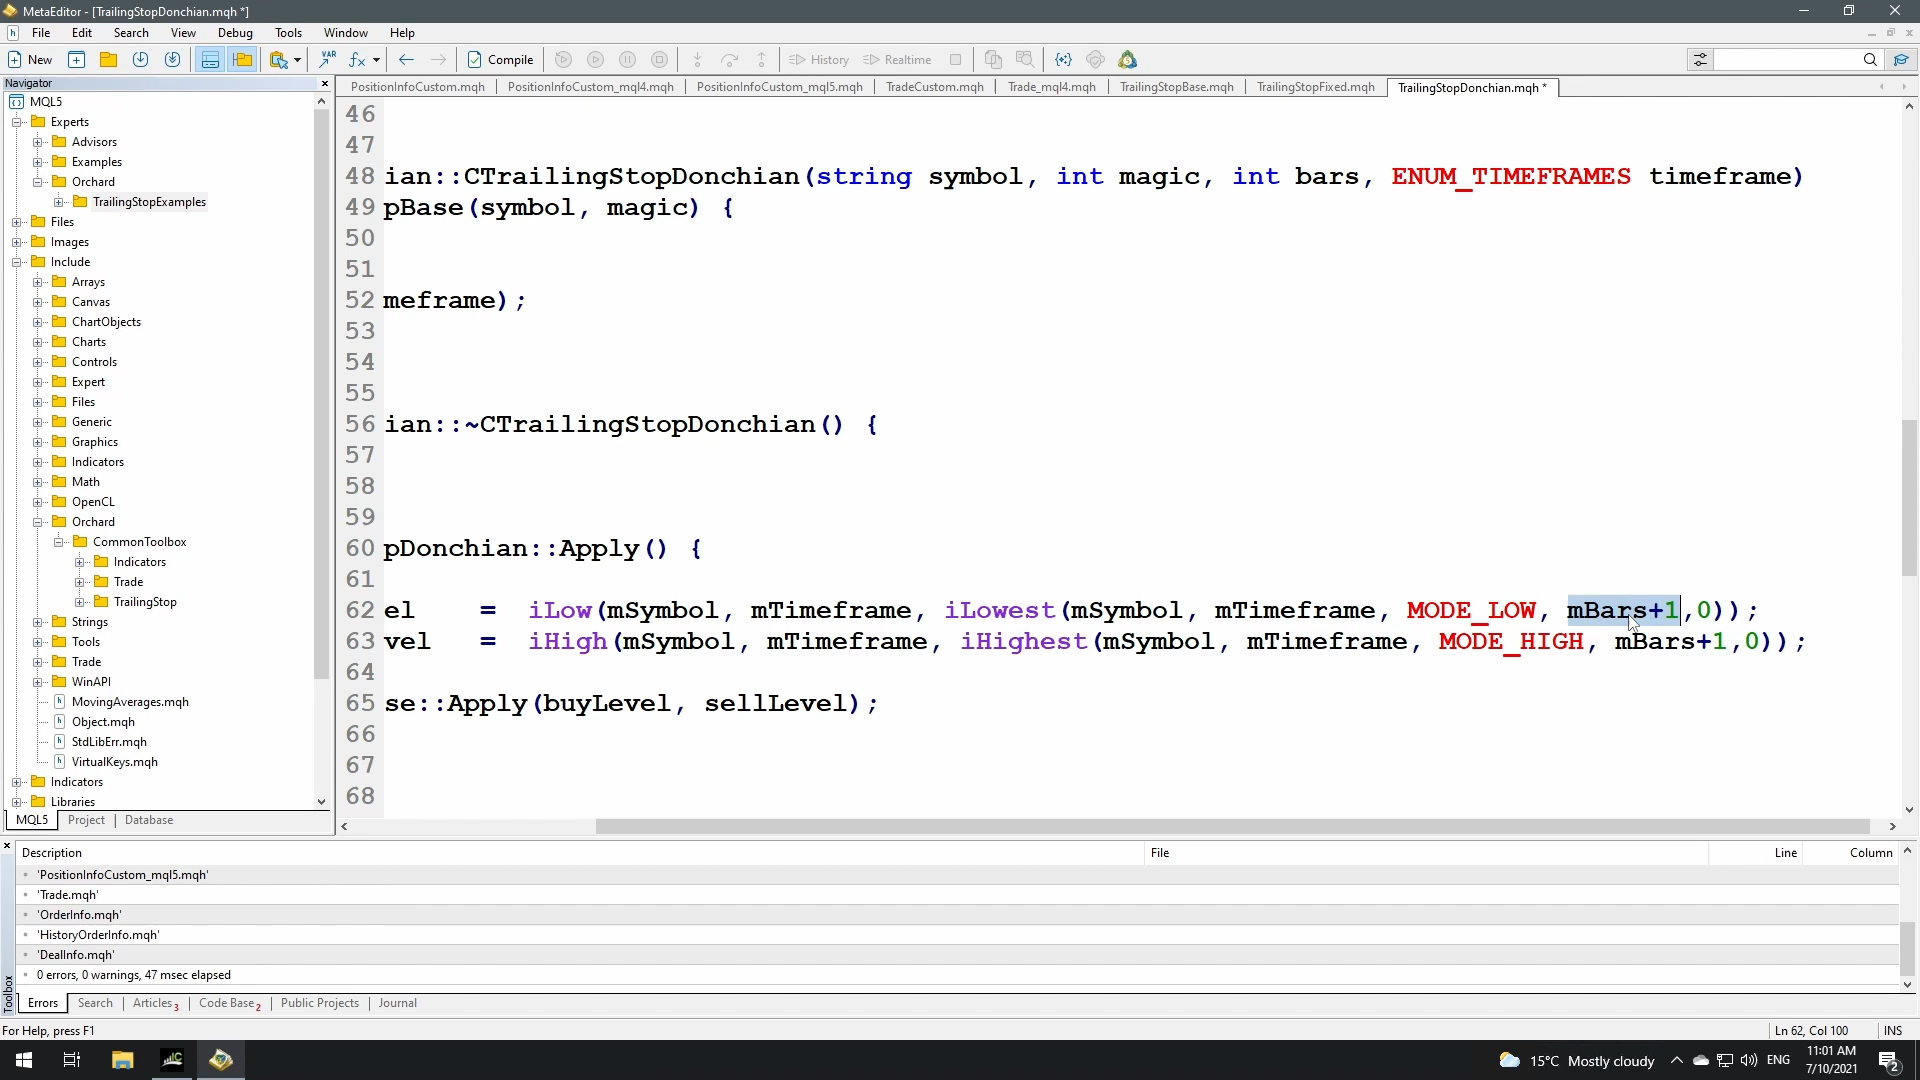 MetaEditor - [TrailingStopDonchian.mqh *]
File Edit Search View Debug Tools Window Help
New Compile History Realtime
Navigator
MQL5
Experts
Advisors
Examples
Orchard
TrailingStopExamples
Files
Images
Include
Arrays
Canvas
ChartObjects
Charts
Controls
Expert
Files
Generic
Graphics
Indicators
Math
OpenCL
Orchard
CommonToolbox
Indicators
Trade
TrailingStop
Strings
Tools
Trade
WinAPI
MovingAverages.mqh
Object.mqh
StdLibErr.mqh
VirtualKeys.mqh
Indicators
Libraries
MQL5 Project Database
PositionInfoCustom.mqh PositionInfoCustom_mql4.mqh PositionInfoCustom_mql5.mqh TradeCustom.mqh Trade_mql4.mqh TrailingStopBase.mqh TrailingStopFixed.mqh TrailingStopDonchian.mqh *
46
47
48 ian::CTrailingStopDonchian(string symbol, int magic, int bars, ENUM_TIMEFRAMES timeframe)
49 pBase(symbol, magic) {
50
51
52 meframe);
53
54
55
56 ian::~CTrailingStopDonchian() {
57
58
59
60 pDonchian::Apply() {
61
62 el = iLow(mSymbol, mTimeframe, iLowest(mSymbol, mTimeframe, MODE_LOW, mBars+1,0));
63 vel = iHigh(mSymbol, mTimeframe, iHighest(mSymbol, mTimeframe, MODE_HIGH, mBars+1,0));
64
65 se::Apply(buyLevel, sellLevel);
66
67
68
Description File Line Column
'PositionInfoCustom_mql5.mqh'
'Trade.mqh'
'OrderInfo.mqh'
'HistoryOrderInfo.mqh'
'DealInfo.mqh'
0 errors, 0 warnings, 47 msec elapsed
Toolbox
Errors Search Articles 3 Code Base 2 Public Projects Journal
For Help, press F1 Ln 62, Col 100 INS
15°C Mostly cloudy ENG 11:01 AM
7/10/2021 2